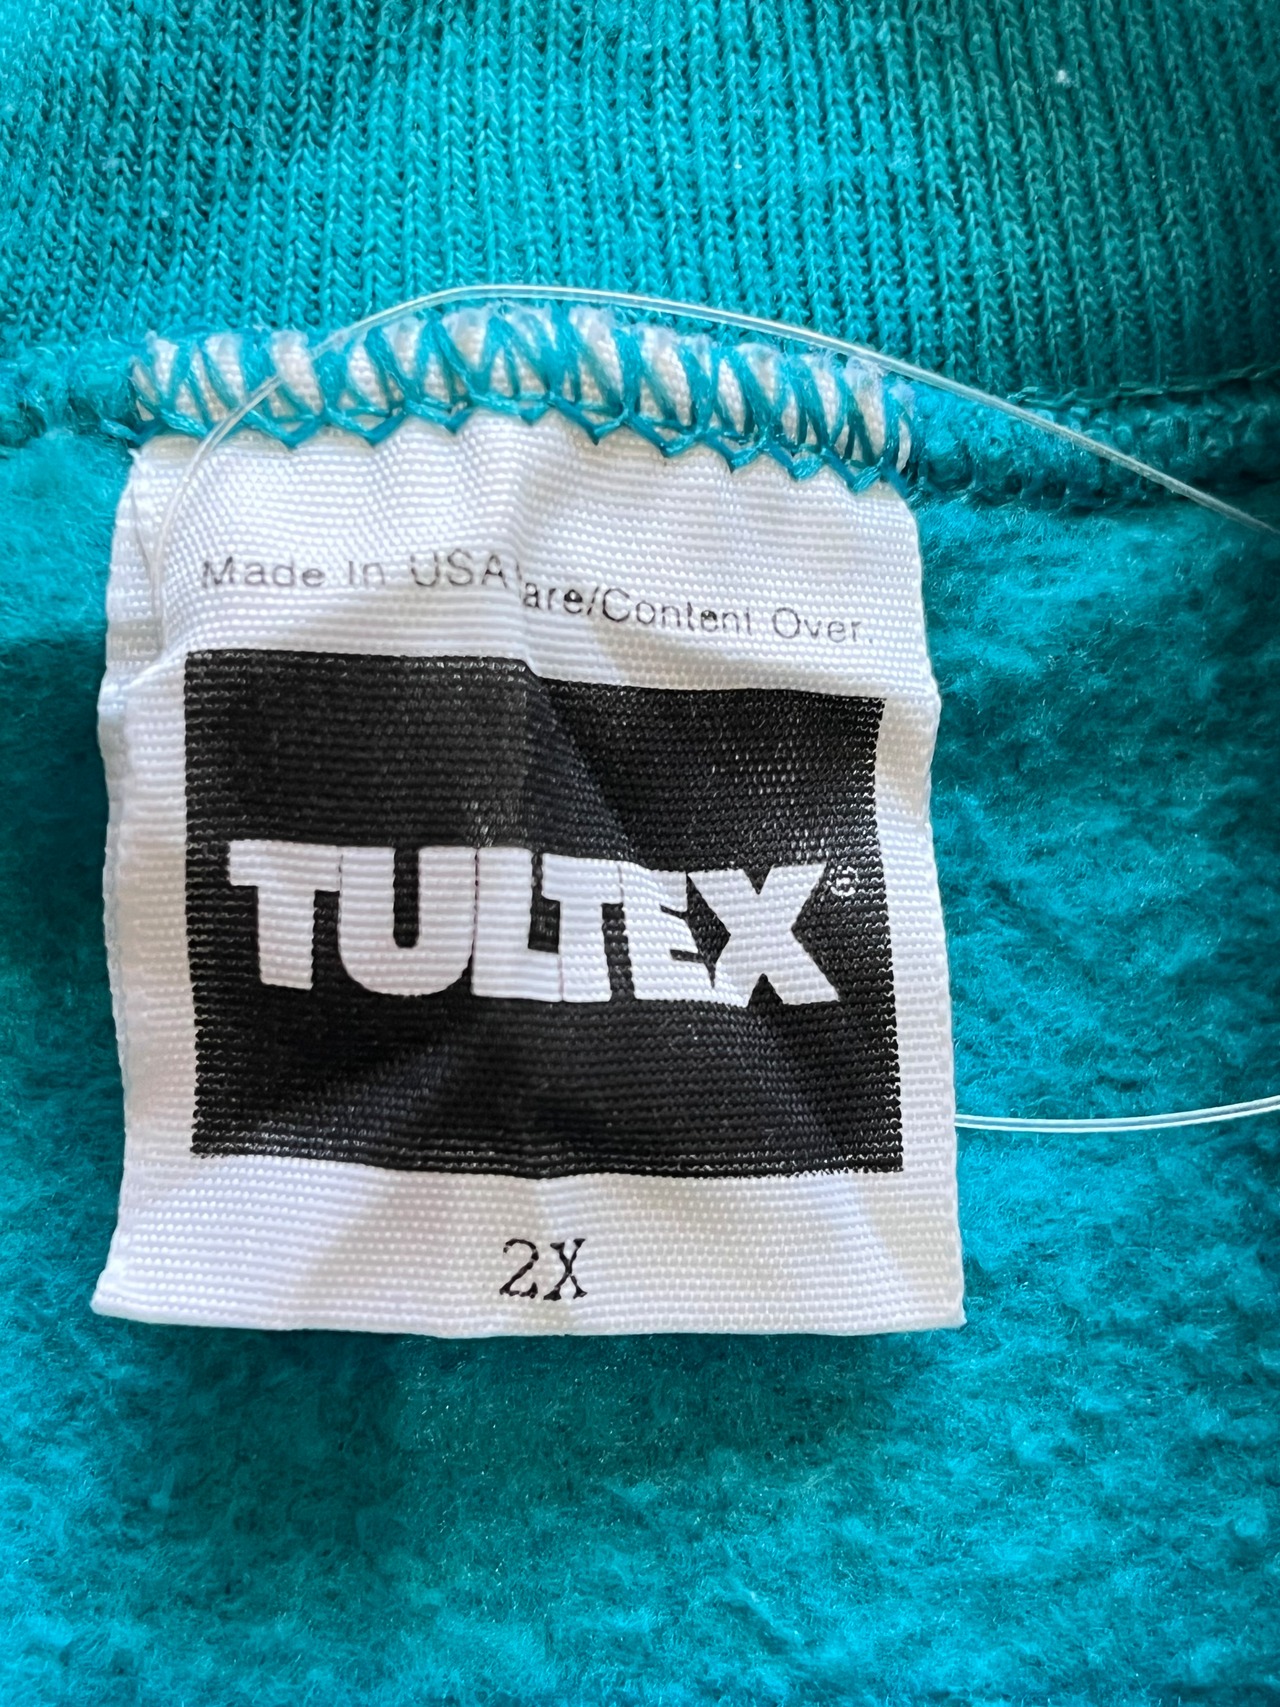 Made In USA are/Content Over.
TULTEX®
2X